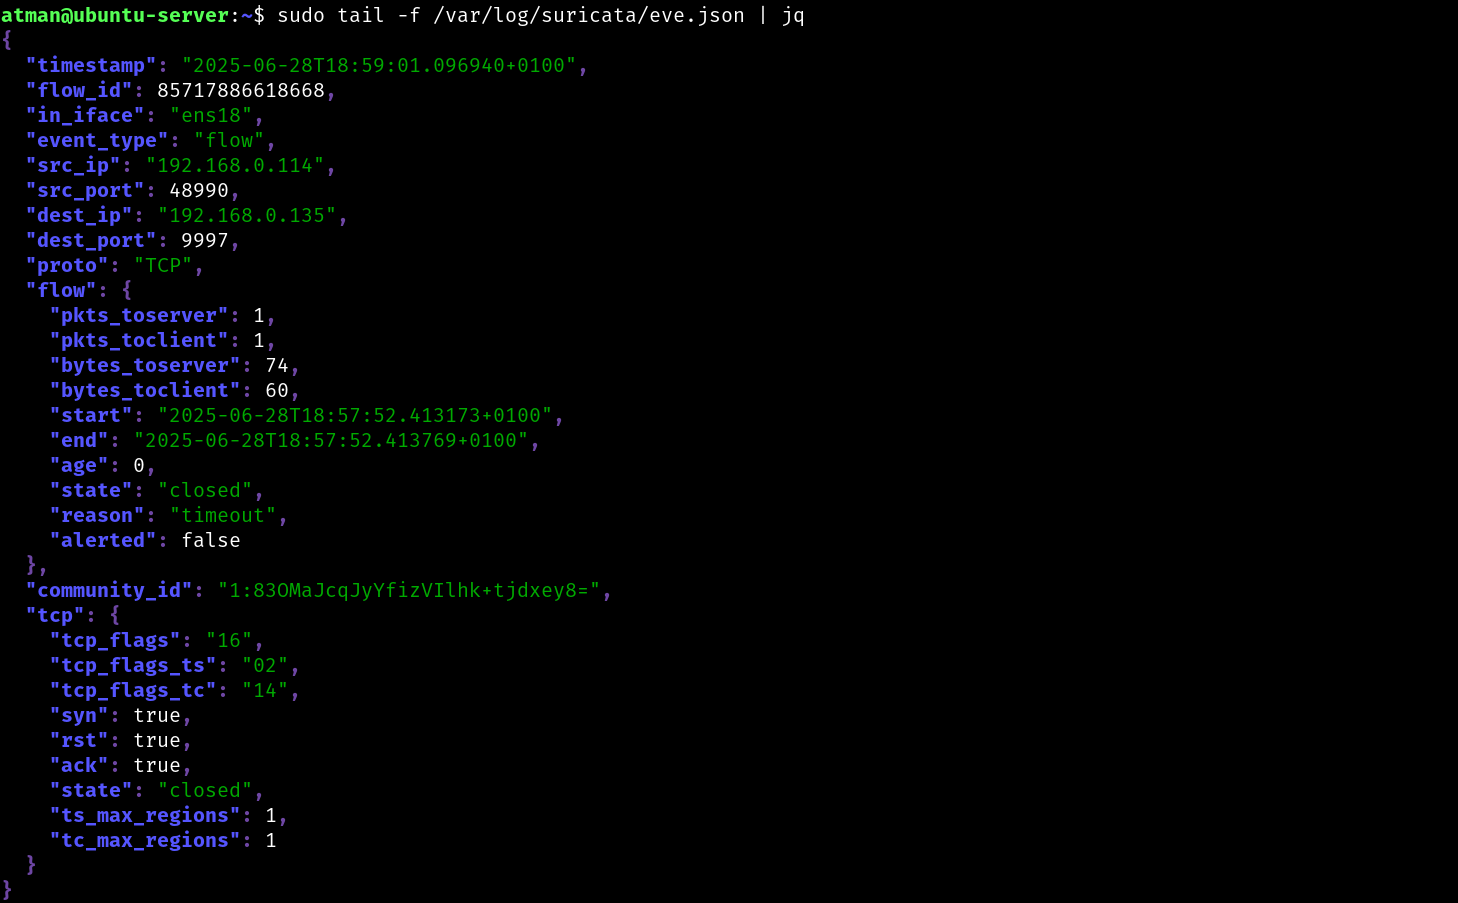 atman@ubuntu-server:~$ sudo tail -f /var/log/suricata/eve.json | jq
{
  "timestamp": "2025-06-28T18:59:01.096940+0100",
  "flow_id": 85717886618668,
  "in_iface": "ens18",
  "event_type": "flow",
  "src_ip": "192.168.0.114",
  "src_port": 48990,
  "dest_ip": "192.168.0.135",
  "dest_port": 9997,
  "proto": "TCP",
  "flow": {
    "pkts_toserver": 1,
    "pkts_toclient": 1,
    "bytes_toserver": 74,
    "bytes_toclient": 60,
    "start": "2025-06-28T18:57:52.413173+0100",
    "end": "2025-06-28T18:57:52.413769+0100",
    "age": 0,
    "state": "closed",
    "reason": "timeout",
    "alerted": false
  },
  "community_id": "1:83OMaJcqJyYfizVIlhk+tjdxey8=",
  "tcp": {
    "tcp_flags": "16",
    "tcp_flags_ts": "02",
    "tcp_flags_tc": "14",
    "syn": true,
    "rst": true,
    "ack": true,
    "state": "closed",
    "ts_max_regions": 1,
    "tc_max_regions": 1
  }
}